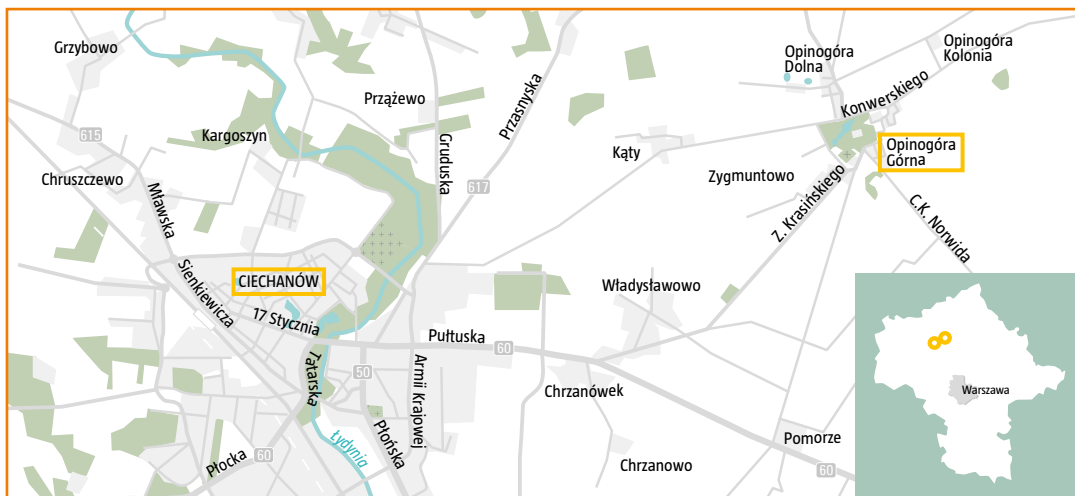 Grzybowo
Opinogóra
Dolna
Opinogóra
Kolonia
Przążewo
Przasnyska
Konwerskiego
615
Kargoszyn
Gruduska
Kąty
Opinogóra
Górna
Chruszczewo
Mławska
617
Zygmuntowo
Z. Krasińskiego
C.K. Norwida
Sienkiewicza
CIECHANÓW
Władysławowo
17 Stycznia
Pułtuska
60
Tatarska
50
Armii Krajowej
Chrzanówek
Warszawa
Płocka
60
Łydynia
Płońska
Chrzanowo
Pomorze
60